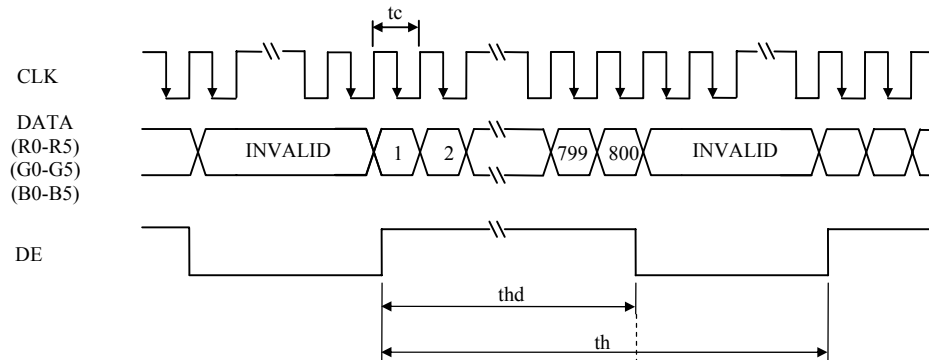 tc
CLK
DATA
(R0-R5)
(G0-G5)
(B0-B5)
INVALID 1 2 799 800 INVALID
DE
thd
th